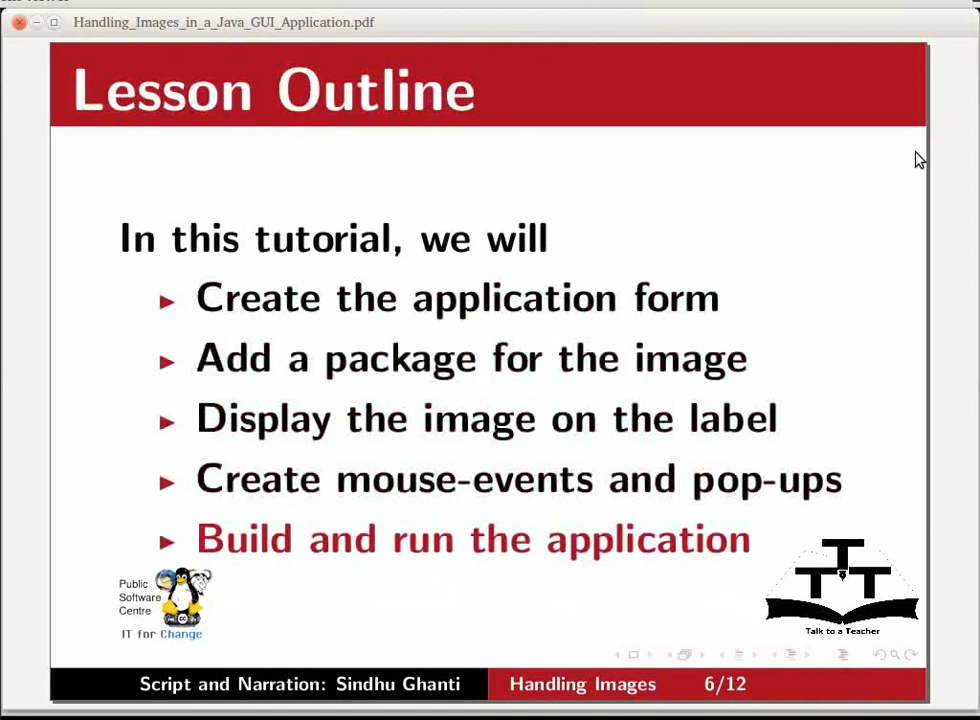 Handling_Images_in_a_Java_GUI_Application.pdf
Lesson Outline
In this tutorial, we will
Create the application form
Add a package for the image
Display the image on the label
Create mouse-events and pop-ups
Build and run the application
Public
Software
Centre
IT for Change
T T T
Talk to a Teacher
Script and Narration: Sindhu Ghanti
Handling Images 6/12